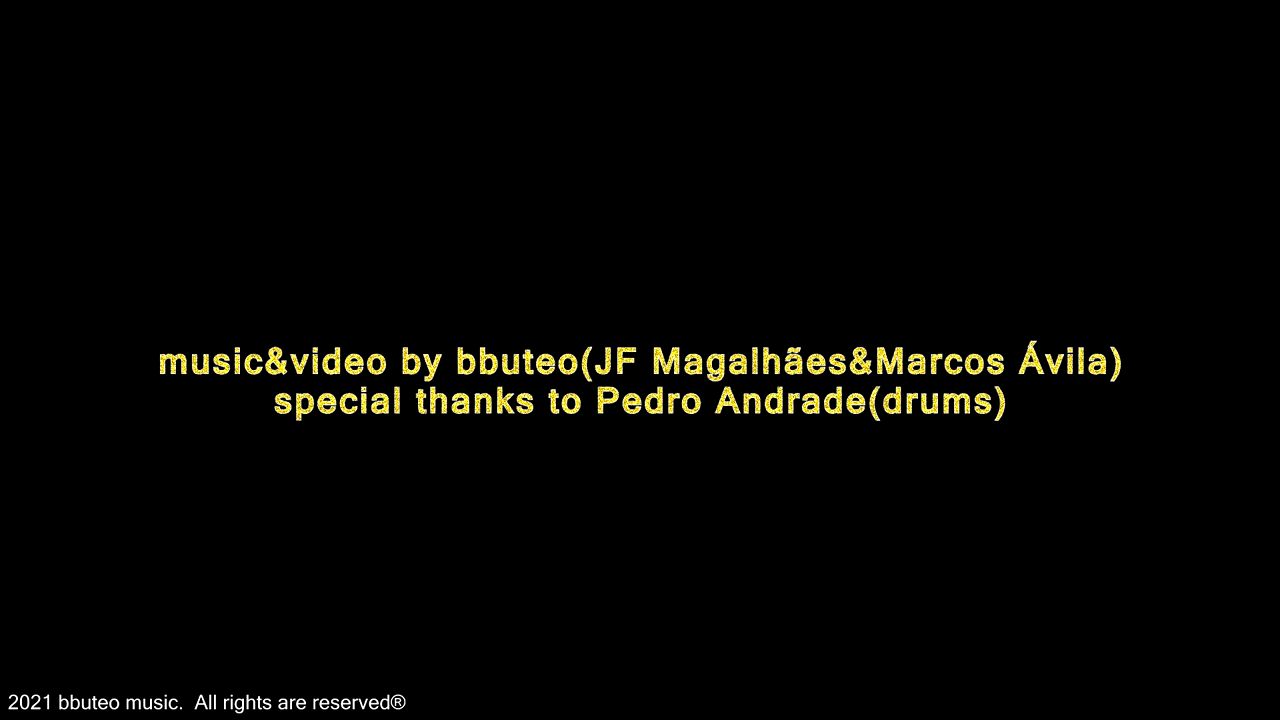 music&video by bbuteo(JF Magalhães&Marcos Ávila)
special thanks to Pedro Andrade(drums)
2021 bbuteo music.  All rights are reserved®